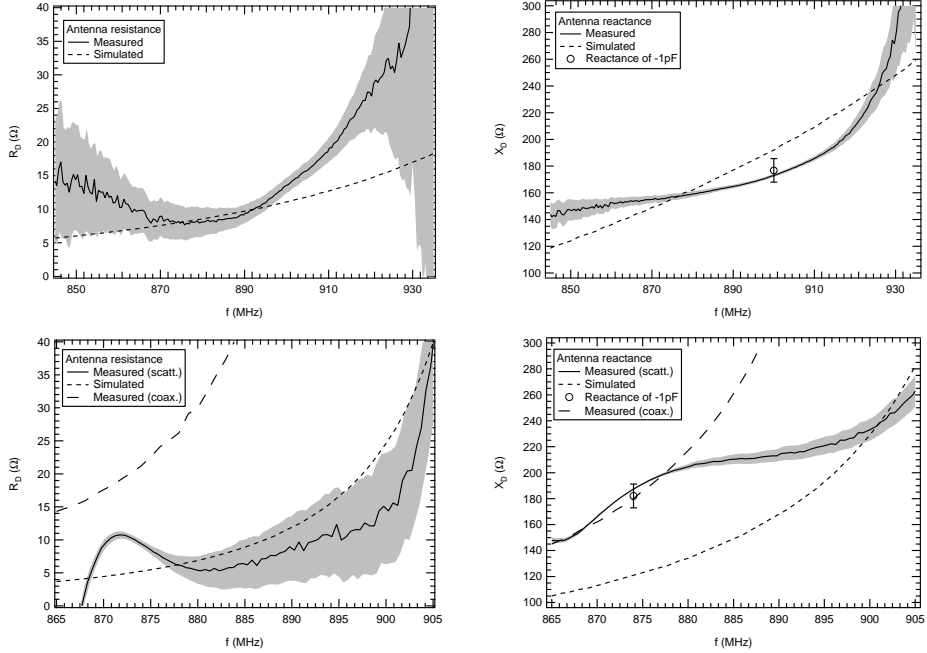 40
35
30
25
20
15
10
5
0
R_D (Ω)
Antenna resistance
Measured
Simulated
850
870
890
910
930
f (MHz)
300
280
260
240
220
200
180
160
140
120
100
X_D (Ω)
Antenna reactance
Measured
Simulated
Reactance of -1pF
850
870
890
910
930
f (MHz)
40
35
30
25
20
15
10
5
0
R_D (Ω)
Antenna resistance
Measured (scatt.)
Simulated
Measured (coax.)
865
870
875
880
885
890
895
900
905
f (MHz)
300
280
260
240
220
200
180
160
140
120
100
X_D (Ω)
Antenna reactance
Measured (scatt.)
Simulated
Reactance of -1pF
Measured (coax.)
865
870
875
880
885
890
895
900
905
f (MHz)